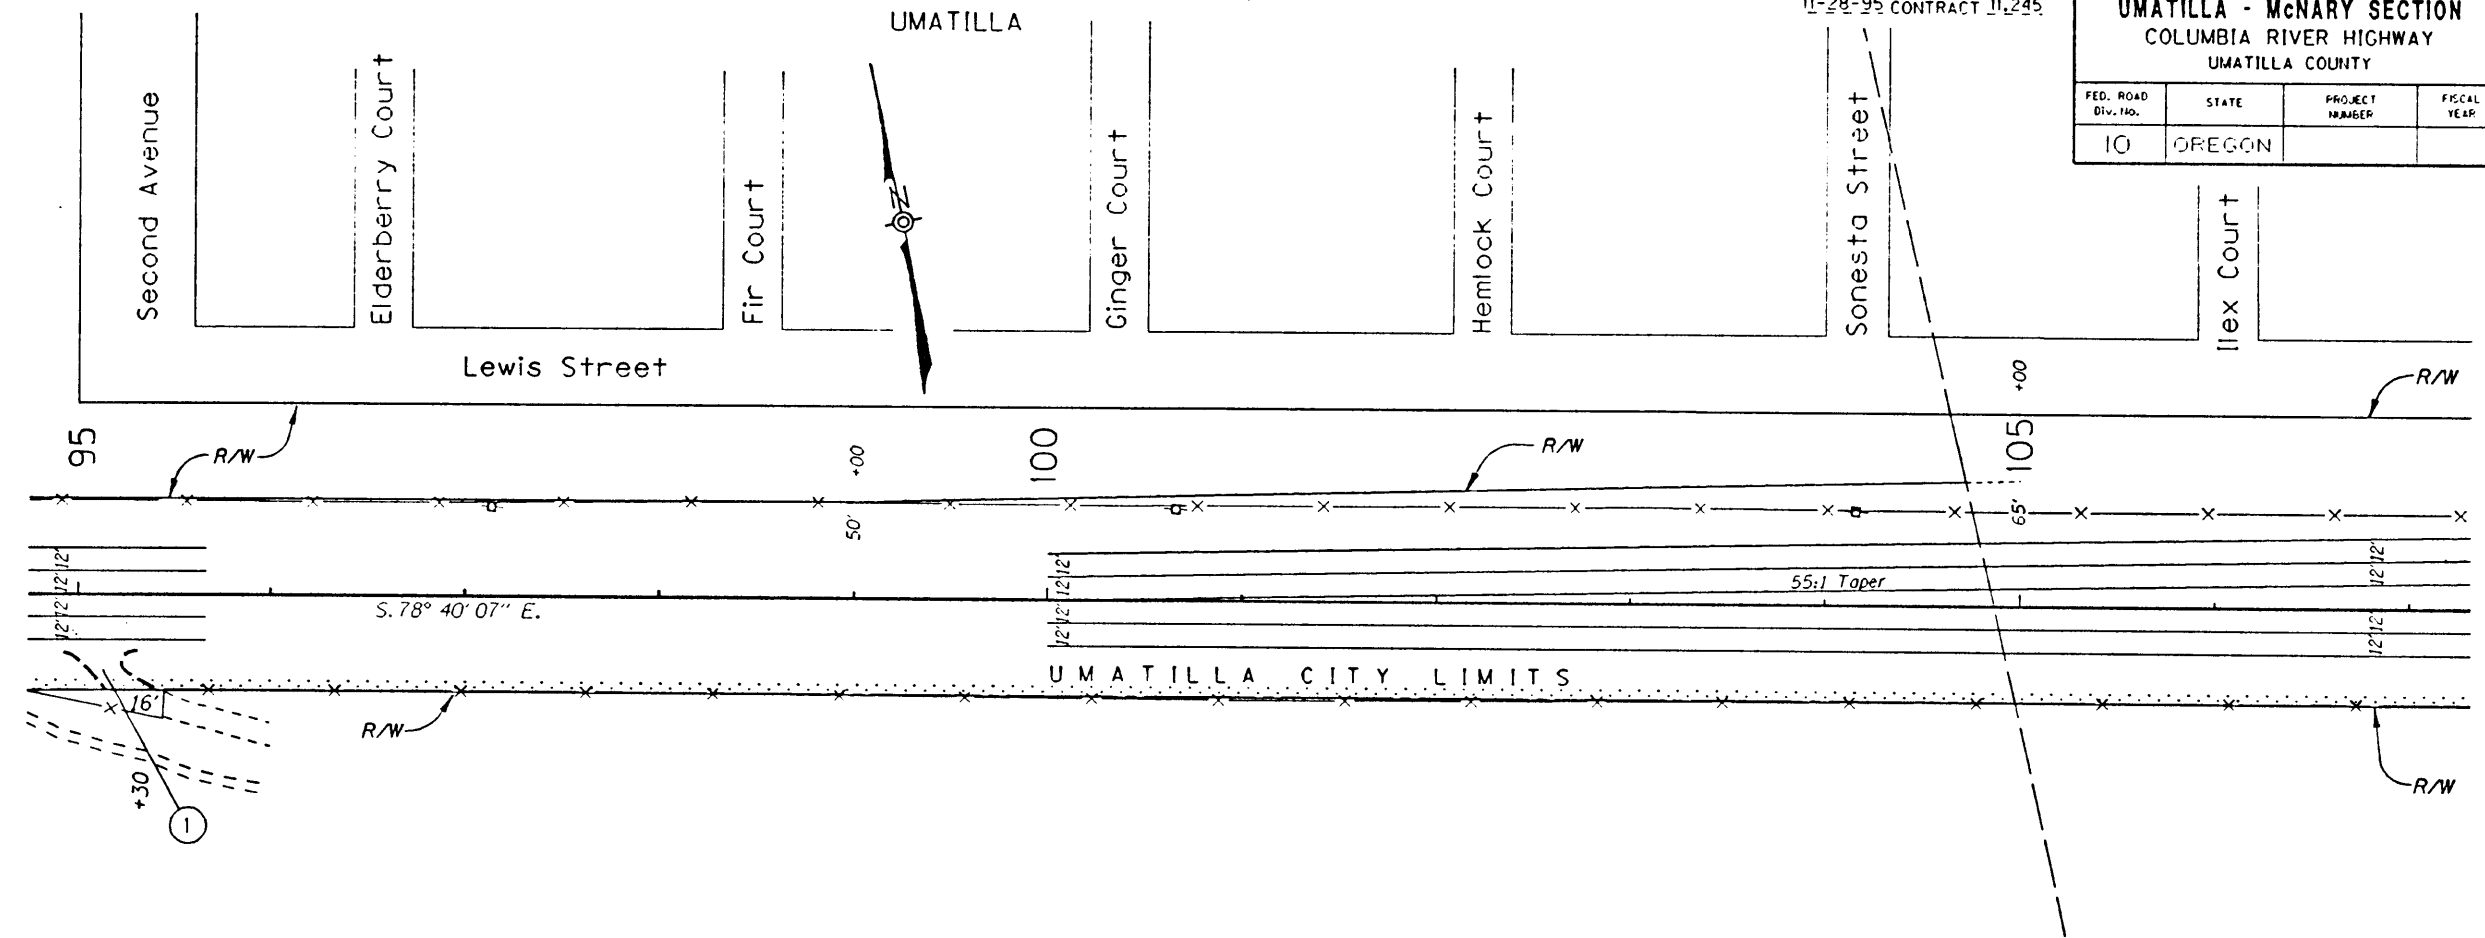 UMATILLA
11-28-95 CONTRACT 11,245
UMATILLA - McNARY SECTION
COLUMBIA RIVER HIGHWAY
UMATILLA COUNTY
FED. ROAD Div. No.
STATE
PROJECT NUMBER
FISCAL YEAR
10
OREGON
Second Avenue
Elderberry Court
Fir Court
N
Ginger Court
Hemlock Court
Sonesta Street
Ilex Court
Lewis Street
+00
R/W
95
R/W
+00
100
R/W
105
50'
65'
12' 12'
12' 12'
12' 12'
12' 12'
12' 12'
12' 12'
55:1 Taper
S. 78° 40' 07" E.
UMATILLA CITY LIMITS
16'
R/W
+30
R/W
1